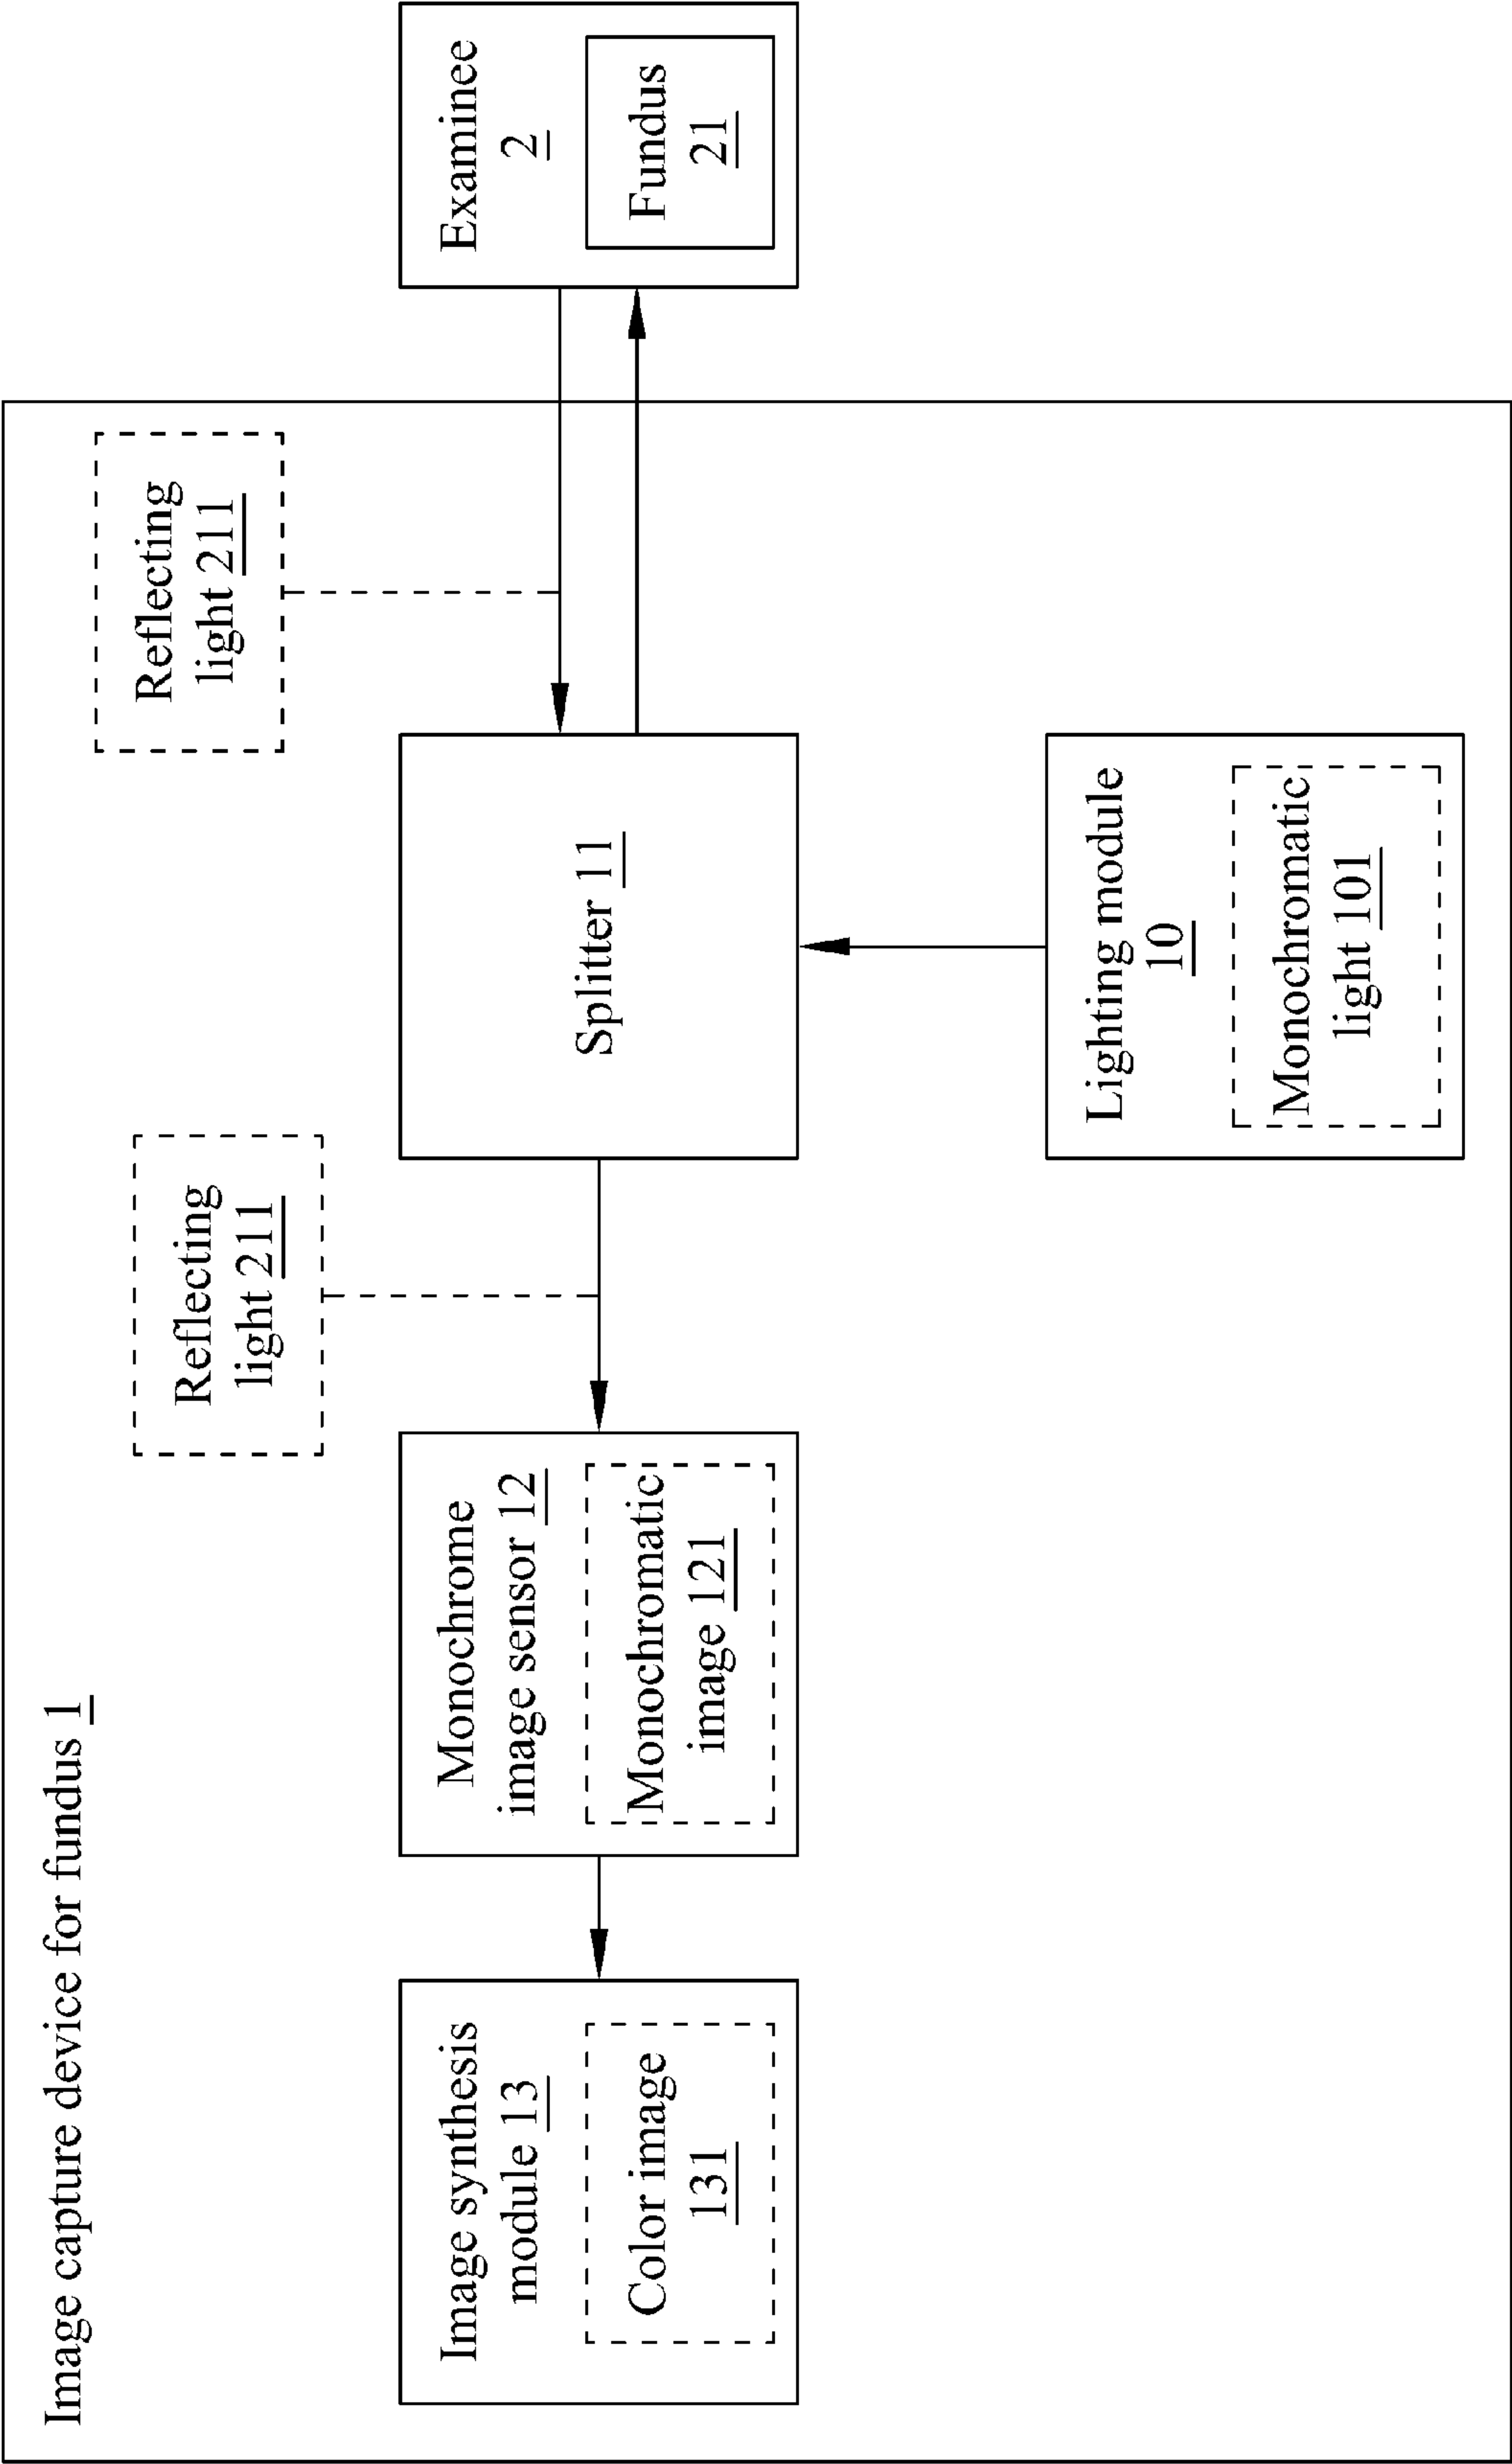 Image capture device for fundus 1
Reflecting
light 211
Reflecting
light 211
Image synthesis
module 13
Color image
131
Monochrome
image sensor 12
Monochromatic
image 121
Splitter 11
Examinee
2
Fundus
21
Lighting module
10
Monochromatic
light 101